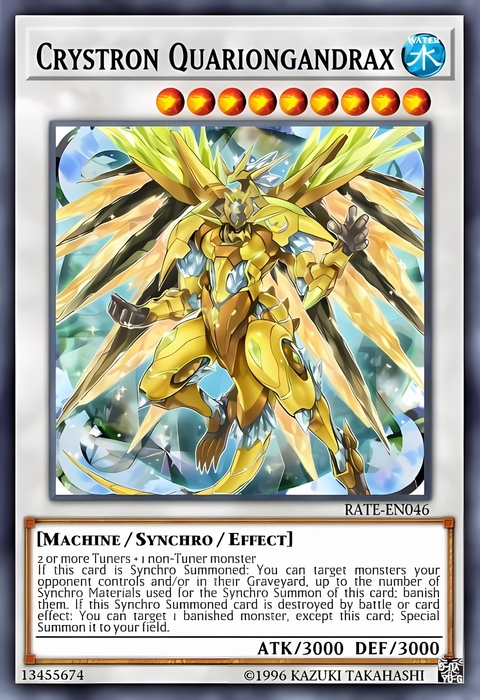 CRYSTRON QUARIONGANDRAX
WATER
水
RATE-EN046
[MACHINE / SYNCHRO / EFFECT]
2 or more Tuners + 1 non-Tuner monster
If this card is Synchro Summoned: You can target monsters your
opponent controls and/or in their Graveyard, up to the number of
Synchro Materials used for the Synchro Summon of this card; banish
them. If this Synchro Summoned card is destroyed by battle or card
effect: You can target 1 banished monster, except this card; Special
Summon it to your field.
ATK/3000 DEF/3000
13455674
©1996 KAZUKI TAKAHASHI